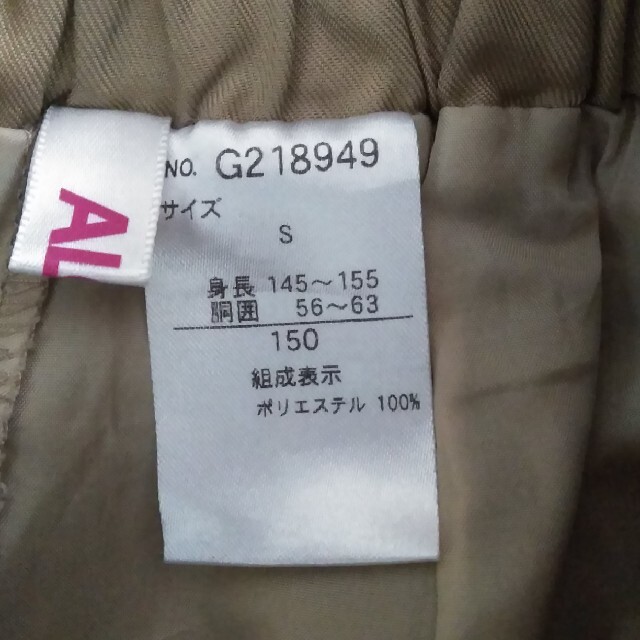 AL
NO. G218949
サイズ
S
身長 145～155
胴囲 56～63
150
組成表示
ポリエステル 100%